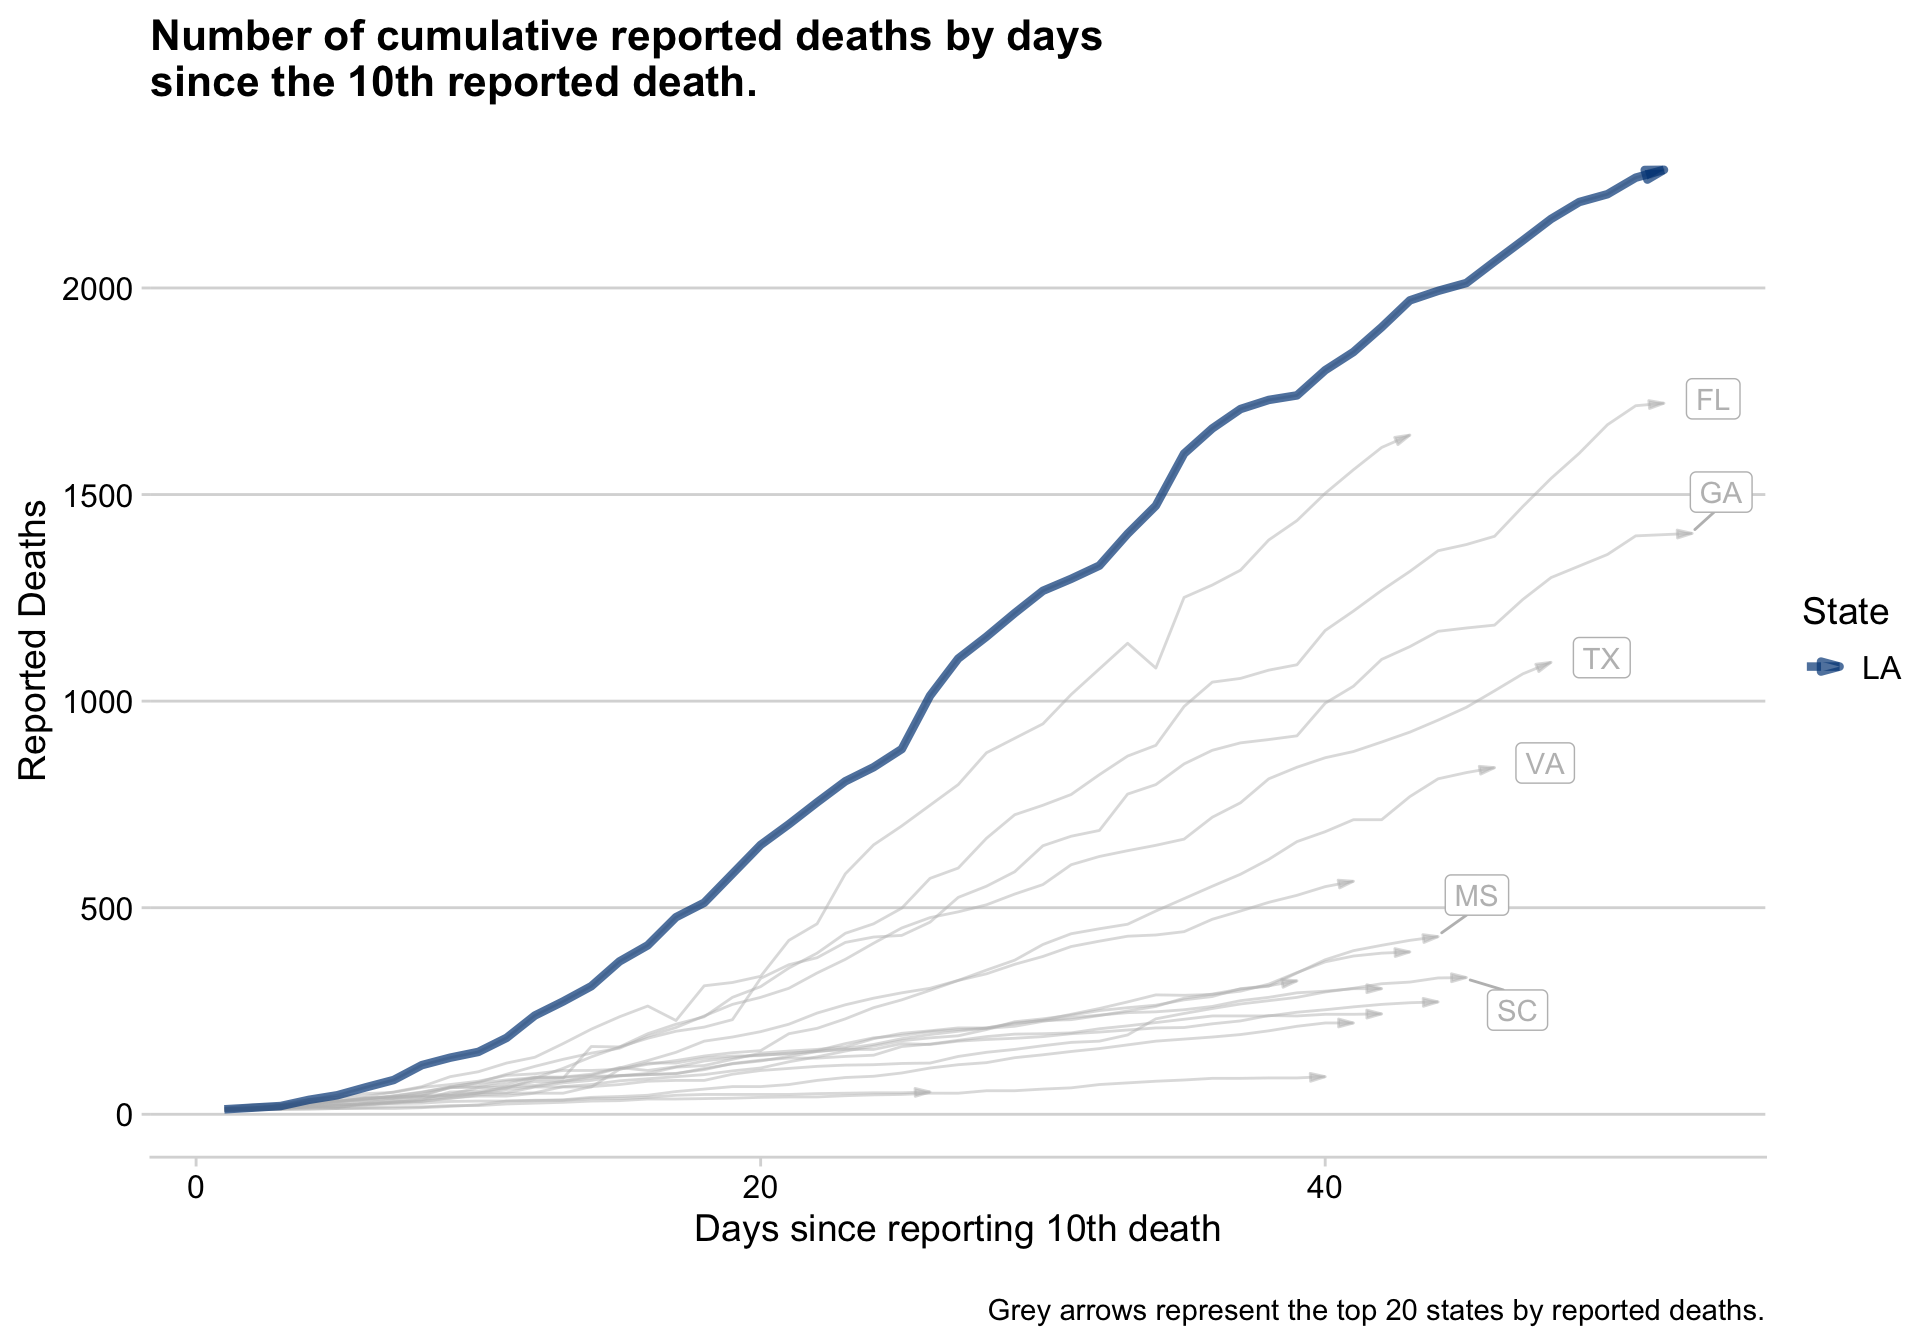 Number of cumulative reported deaths by days
since the 10th reported death.
Reported Deaths
2000
1500
1000
500
0
FL
GA
TX
VA
MS
SC
State
LA
0
20
40
Days since reporting 10th death
Grey arrows represent the top 20 states by reported deaths.